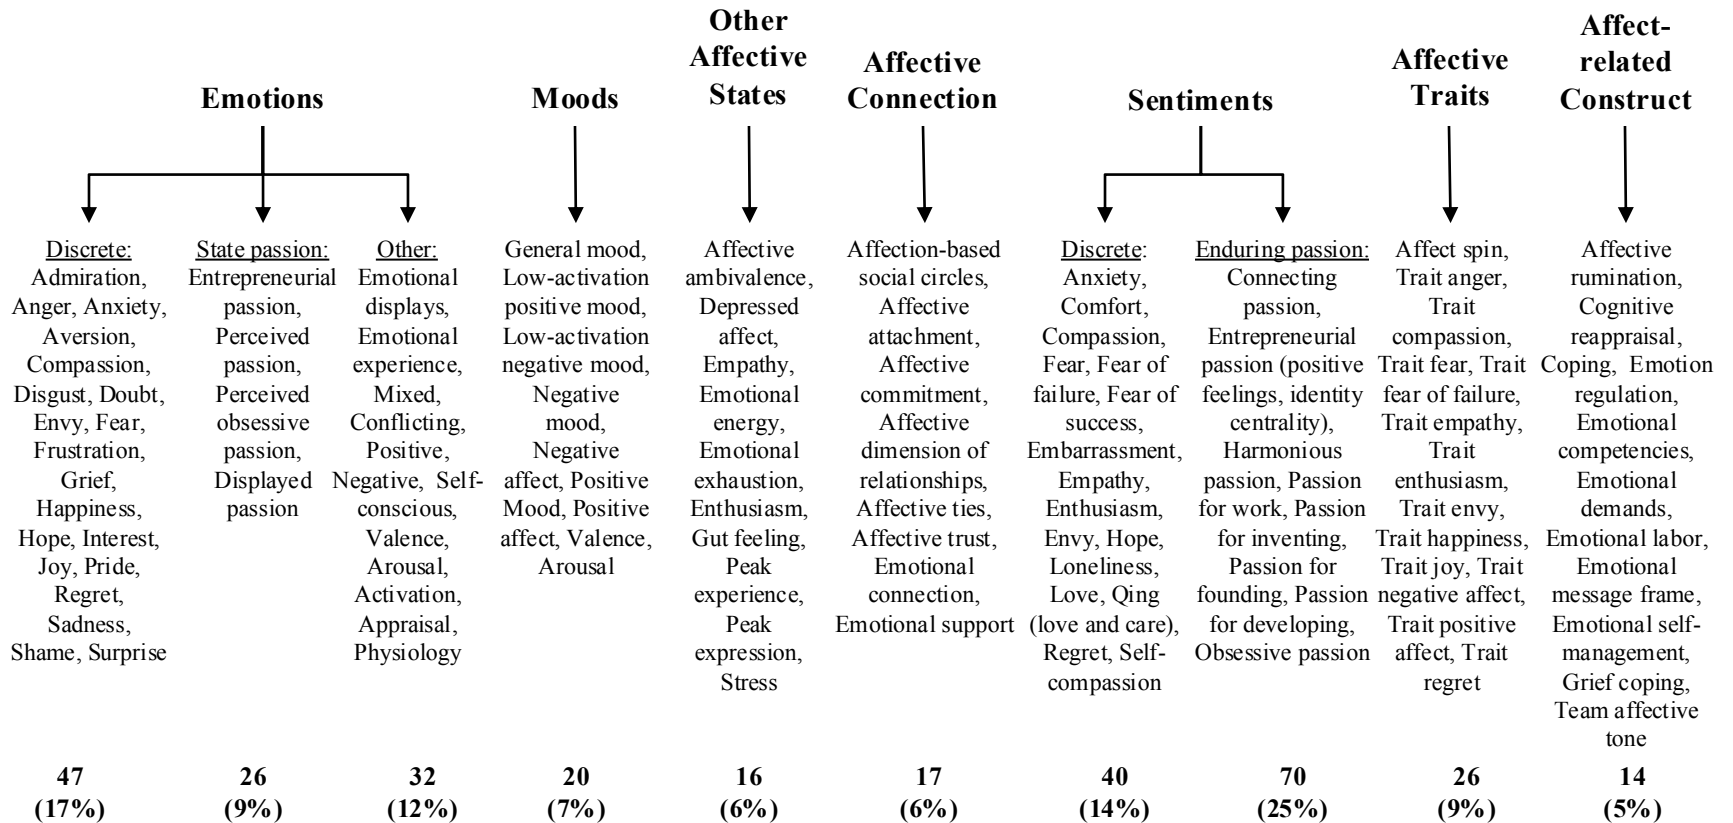 Emotions
Discrete:
Admiration,
Anger, Anxiety,
Aversion,
Compassion,
Disgust, Doubt,
Envy, Fear,
Frustration,
Grief,
Happiness,
Hope, Interest,
Joy, Pride,
Regret,
Sadness,
Shame, Surprise
47
(17%)
State passion:
Entrepreneurial
passion,
Perceived
passion,
Perceived
obsessive
passion,
Displayed
passion
26
(9%)
Other:
Emotional
displays,
Emotional
experience,
Mixed,
Conflicting,
Positive,
Negative, Self-
conscious,
Valence,
Arousal,
Activation,
Appraisal,
Physiology
32
(12%)
Moods
General mood,
Low-activation
positive mood,
Low-activation
negative mood,
Negative
mood,
Negative
affect, Positive
Mood, Positive
affect, Valence,
Arousal
20
(7%)
Other
Affective
States
Affective
ambivalence,
Depressed
affect,
Empathy,
Emotional
energy,
Emotional
exhaustion,
Enthusiasm,
Gut feeling,
Peak
experience,
Peak
expression,
Stress
16
(6%)
Affective
Connection
Affection-based
social circles,
Affective
attachment,
Affective
commitment,
Affective
dimension of
relationships,
Affective ties,
Affective trust,
Emotional
connection,
Emotional support
17
(6%)
Sentiments
Discrete:
Anxiety,
Comfort,
Compassion,
Fear, Fear of
failure, Fear of
success,
Embarrassment,
Empathy,
Enthusiasm,
Envy, Hope,
Loneliness,
Love, Qing
(love and care),
Regret, Self-
compassion
40
(14%)
Enduring passion:
Connecting
passion,
Entrepreneurial
passion (positive
feelings, identity
centrality),
Harmonious
passion, Passion
for work, Passion
for inventing,
Passion for
founding, Passion
for developing,
Obsessive passion
70
(25%)
Affective
Traits
Affect spin,
Trait anger,
Trait
compassion,
Trait fear, Trait
fear of failure,
Trait empathy,
Trait
enthusiasm,
Trait envy,
Trait happiness,
Trait joy, Trait
negative affect,
Trait positive
affect, Trait
regret
26
(9%)
Affect-
related
Construct
Affective
rumination,
Cognitive
reappraisal,
Coping, Emotion
regulation,
Emotional
competencies,
Emotional
demands,
Emotional labor,
Emotional
message frame,
Emotional self-
management,
Grief coping,
Team affective
tone
14
(5%)